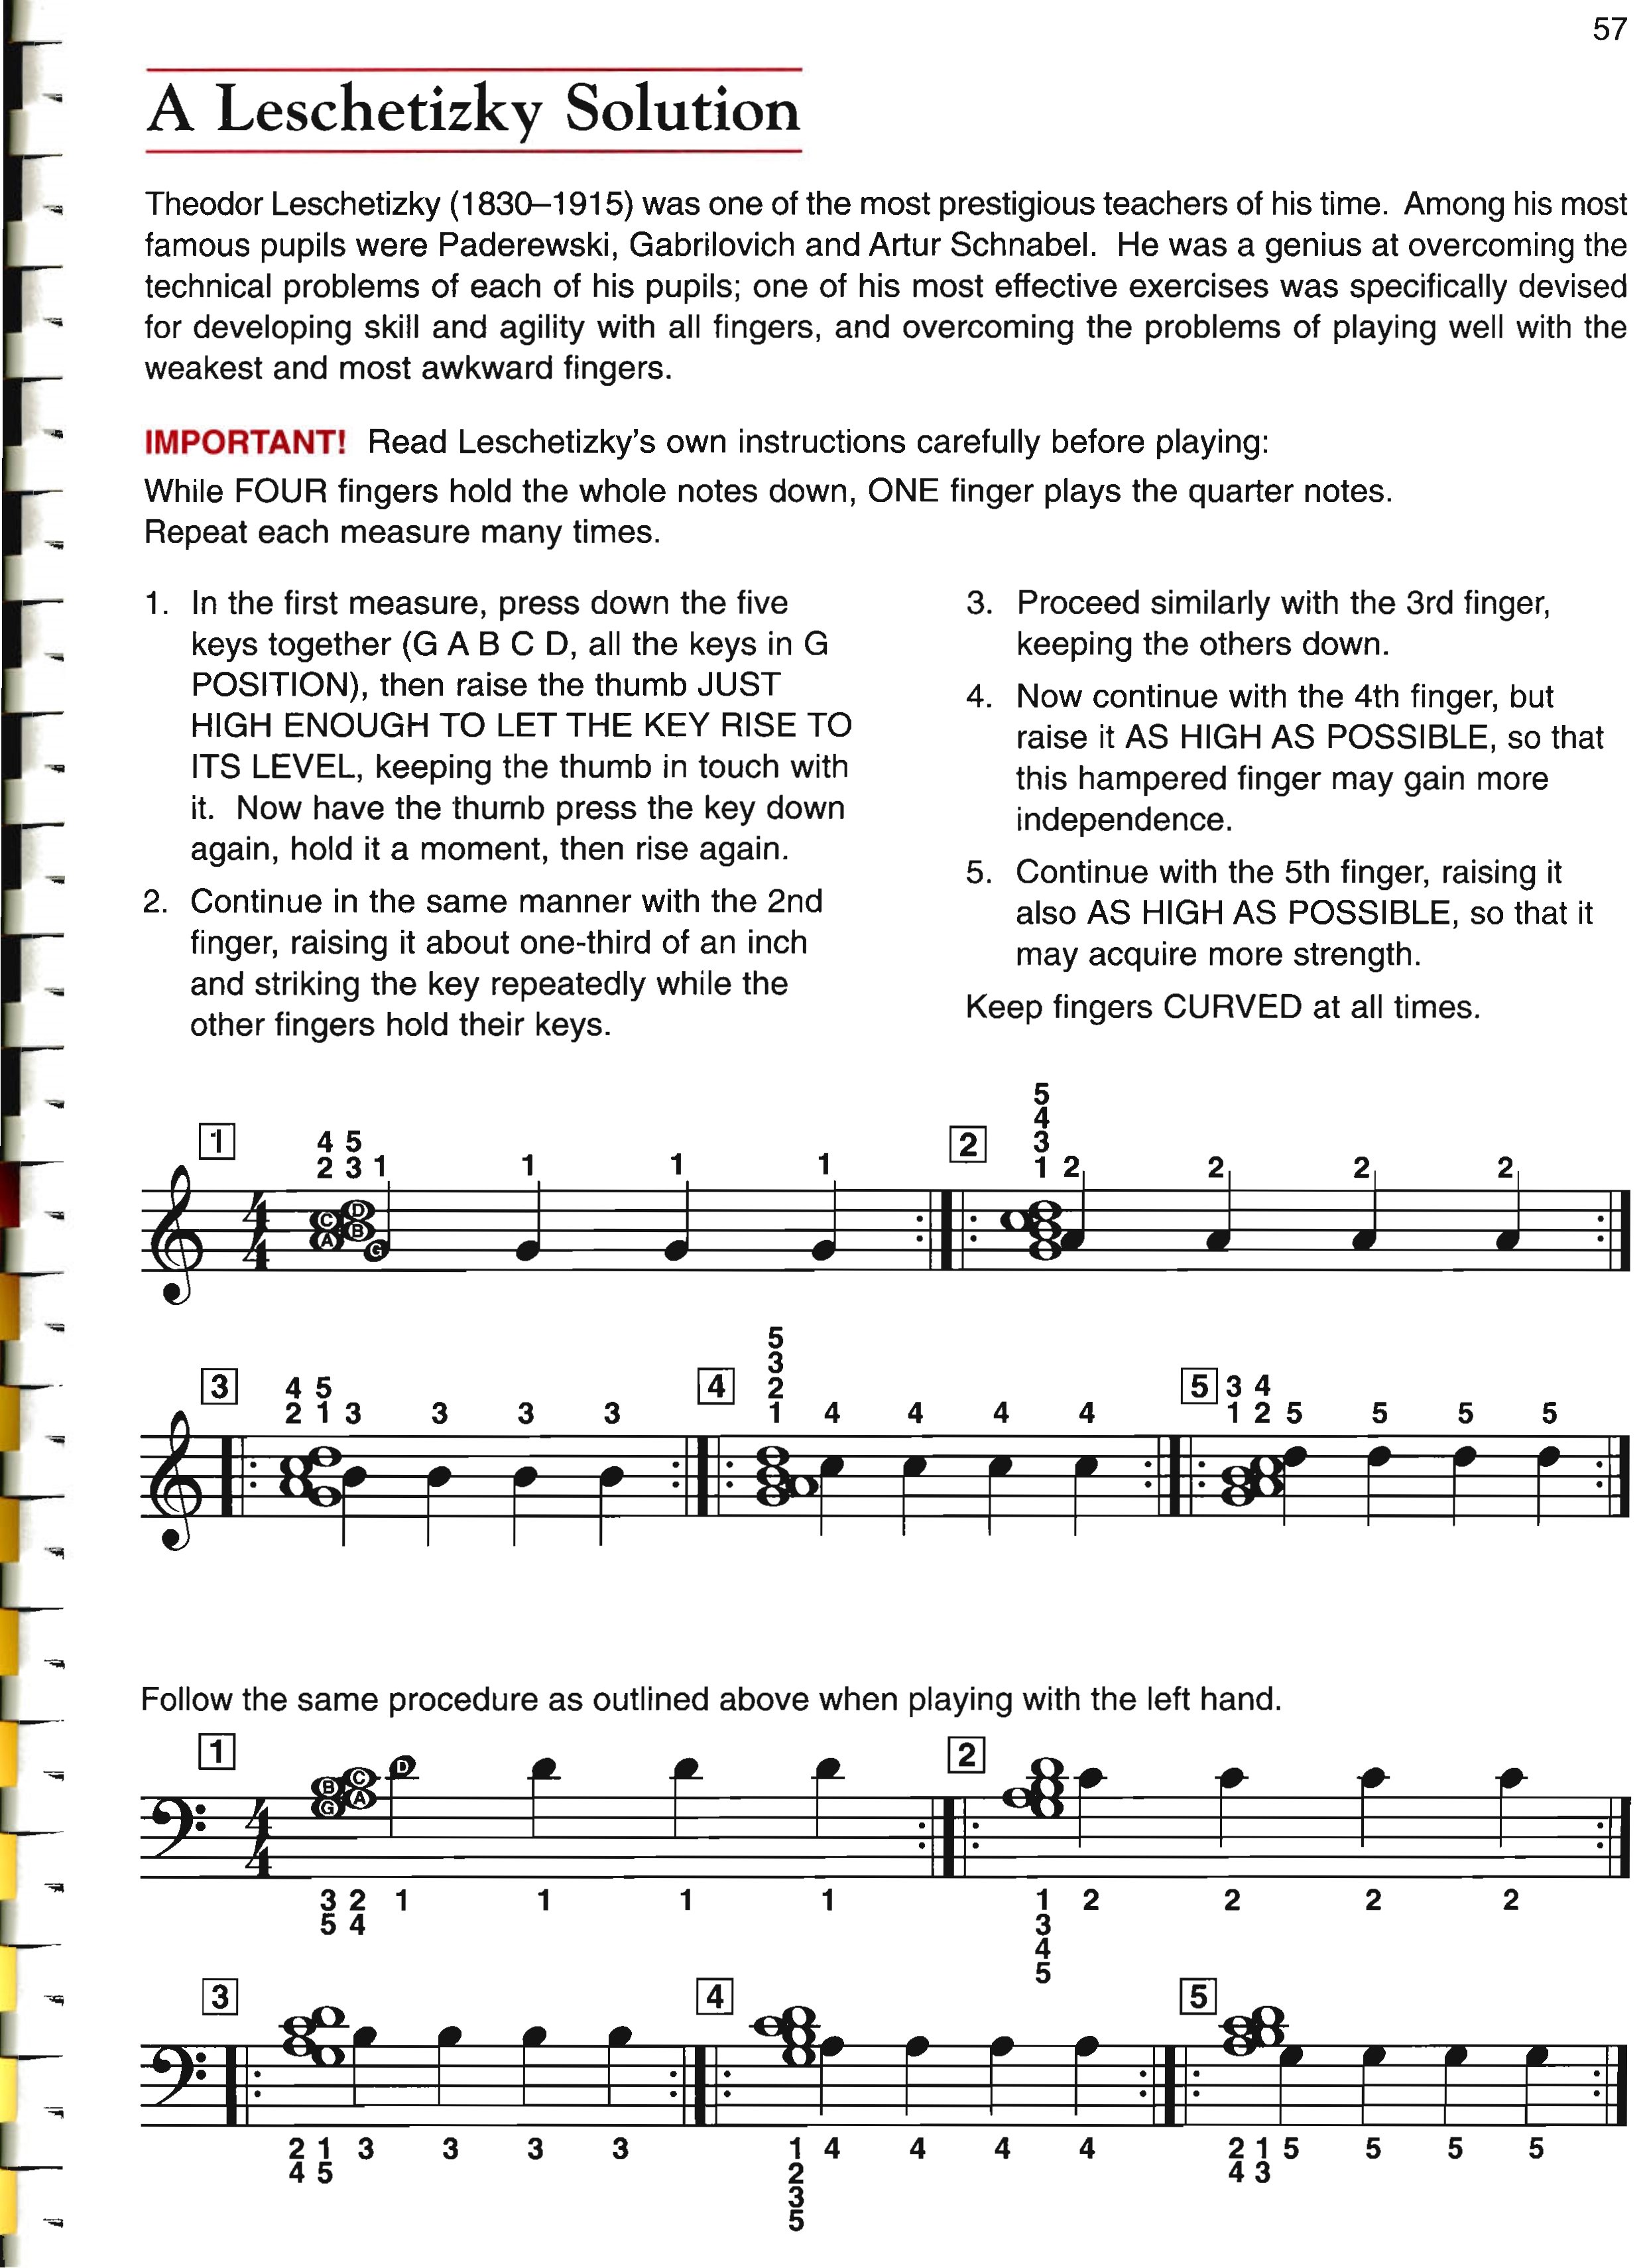 57
A Leschetizky Solution
Theodor Leschetizky (1830–1915) was one of the most prestigious teachers of his time. Among his most
famous pupils were Paderewski, Gabrilovich and Artur Schnabel. He was a genius at overcoming the
technical problems of each of his pupils; one of his most effective exercises was specifically devised
for developing skill and agility with all fingers, and overcoming the problems of playing well with the
weakest and most awkward fingers.
IMPORTANT! Read Leschetizky's own instructions carefully before playing:
While FOUR fingers hold the whole notes down, ONE finger plays the quarter notes.
Repeat each measure many times.
1. In the first measure, press down the five
keys together (G A B C D, all the keys in G
POSITION), then raise the thumb JUST
HIGH ENOUGH TO LET THE KEY RISE TO
ITS LEVEL, keeping the thumb in touch with
it. Now have the thumb press the key down
again, hold it a moment, then rise again.
2. Continue in the same manner with the 2nd
finger, raising it about one-third of an inch
and striking the key repeatedly while the
other fingers hold their keys.
3. Proceed similarly with the 3rd finger,
keeping the others down.
4. Now continue with the 4th finger, but
raise it AS HIGH AS POSSIBLE, so that
this hampered finger may gain more
independence.
5. Continue with the 5th finger, raising it
also AS HIGH AS POSSIBLE, so that it
may acquire more strength.
Keep fingers CURVED at all times.
5
4
1 4 5 2 3
2 3 1 1 1 1 1 2 2 2 2
4
4
C D
A B
G
5
3
3 4 5 4 2 5 3 4
2 1 3 3 3 3 1 4 4 4 4 1 2 5 5 5 5
Follow the same procedure as outlined above when playing with the left hand.
1 2
B C D
G A
4
4
3 2 1 1 1 1 1 2 2 2 2
5 4 3
4
5
3 4 5
2 1 3 3 3 3 1 4 4 4 4 2 1 5 5 5 5
4 5 2 4 3
3
5